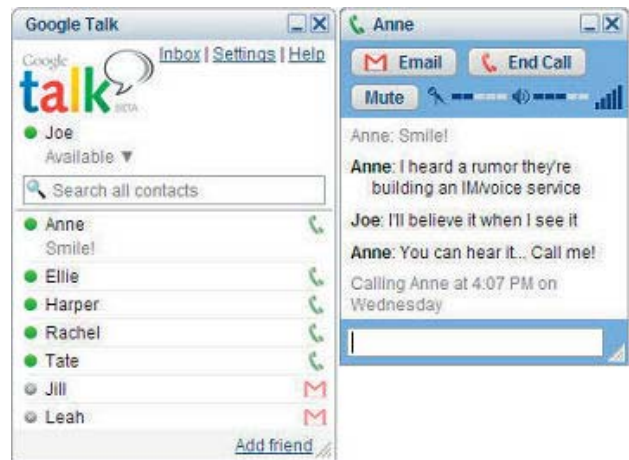 Google Talk
Inbox | Settings | Help
Google
talk
BETA
Joe
Available ▼
Search all contacts
Anne
Smile!
Ellie
Harper
Rachel
Tate
Jill
Leah
Add friend
Anne
Email
End Call
Mute
Anne: Smile!
Anne: I heard a rumor they're
building an IM/voice service
Joe: I'll believe it when I see it
Anne: You can hear it... Call me!
Calling Anne at 4:07 PM on
Wednesday